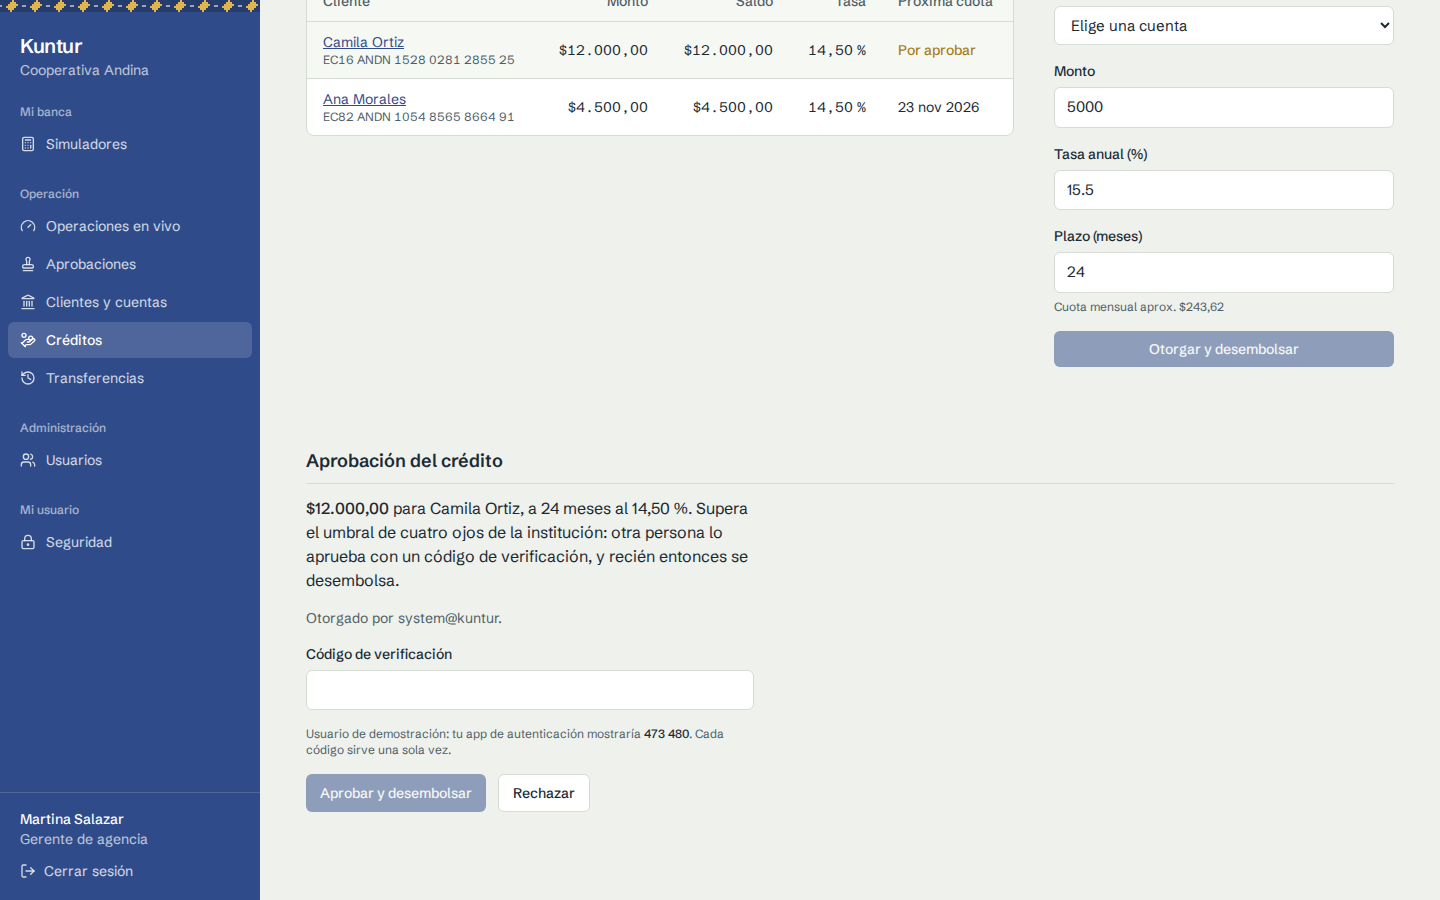 Kuntur
Cooperativa Andina
Mi banca
Simuladores
Operación
Operaciones en vivo
Aprobaciones
Clientes y cuentas
Créditos
Transferencias
Administración
Usuarios
Mi usuario
Seguridad
Martina Salazar
Gerente de agencia
Cerrar sesión
Cliente Monto Saldo Tasa Próxima cuota
Camila Ortiz $12.000,00 $12.000,00 14,50 % Por aprobar
EC16 ANDN 1528 0281 2855 25
Ana Morales $4.500,00 $4.500,00 14,50 % 23 nov 2026
EC82 ANDN 1054 8565 8664 91
Elige una cuenta
Monto
5000
Tasa anual (%)
15.5
Plazo (meses)
24
Cuota mensual aprox. $243,62
Otorgar y desembolsar
Aprobación del crédito
$12.000,00 para Camila Ortiz, a 24 meses al 14,50 %. Supera
el umbral de cuatro ojos de la institución: otra persona lo
aprueba con un código de verificación, y recién entonces se
desembolsa.
Otorgado por system@kuntur.
Código de verificación
Usuario de demostración: tu app de autenticación mostraría 473 480. Cada
código sirve una sola vez.
Aprobar y desembolsar
Rechazar